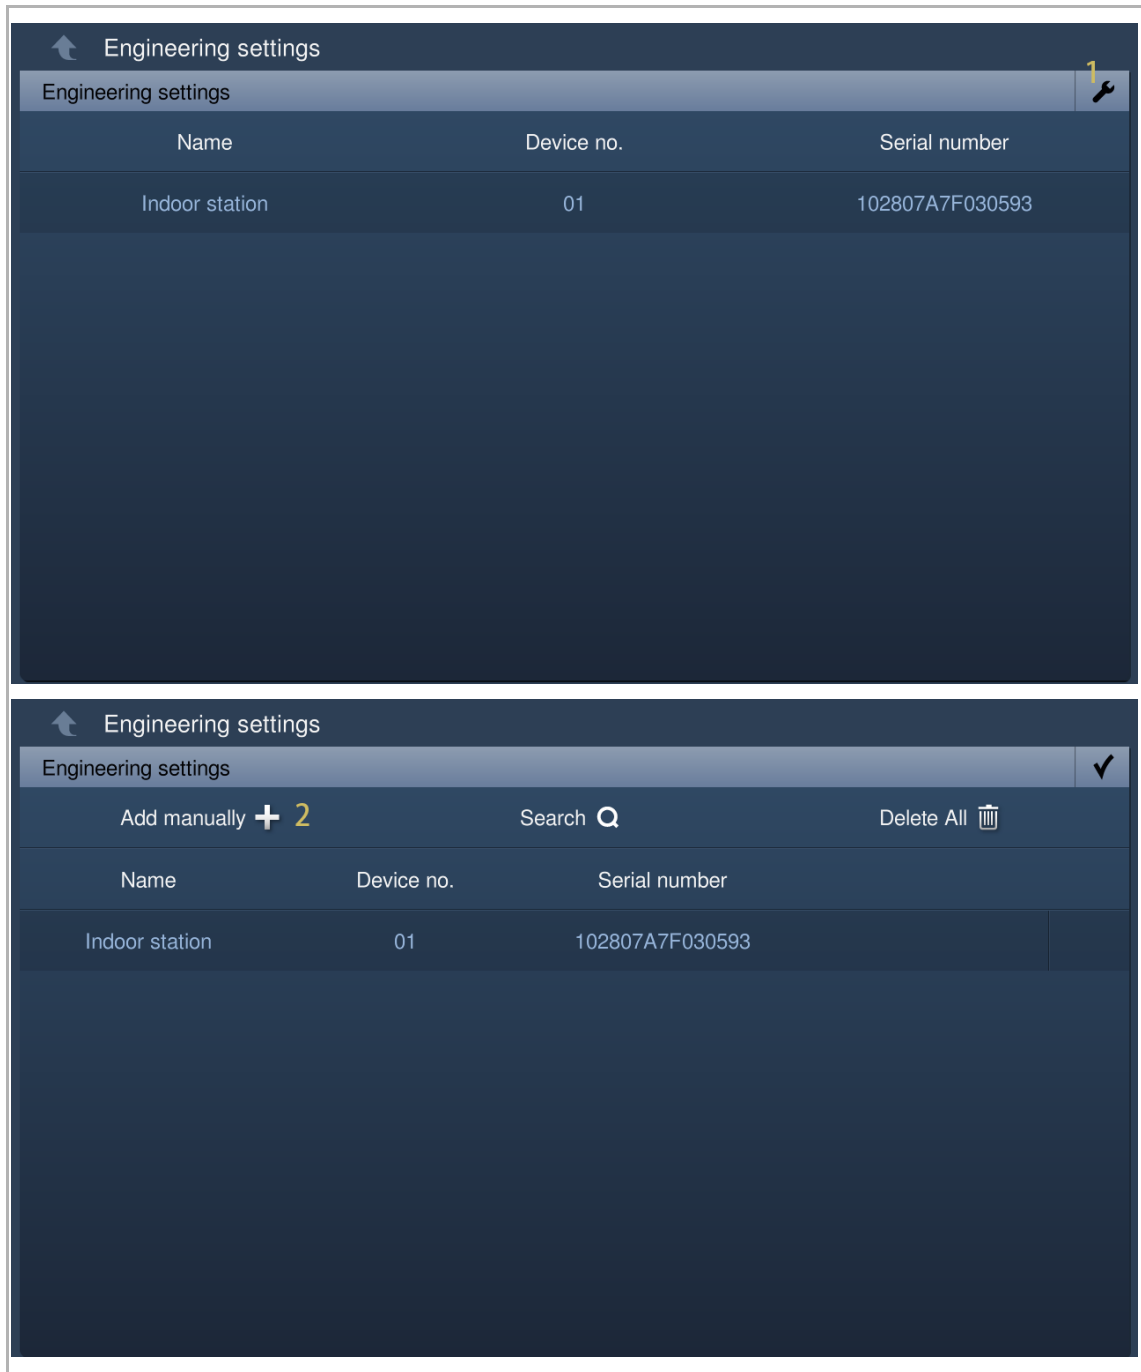 Engineering settings
1
Engineering settings
Name Device no. Serial number
Indoor station 01 102807A7F030593
Engineering settings
Engineering settings
Add manually 2 Search Delete All
Name Device no. Serial number
Indoor station 01 102807A7F030593